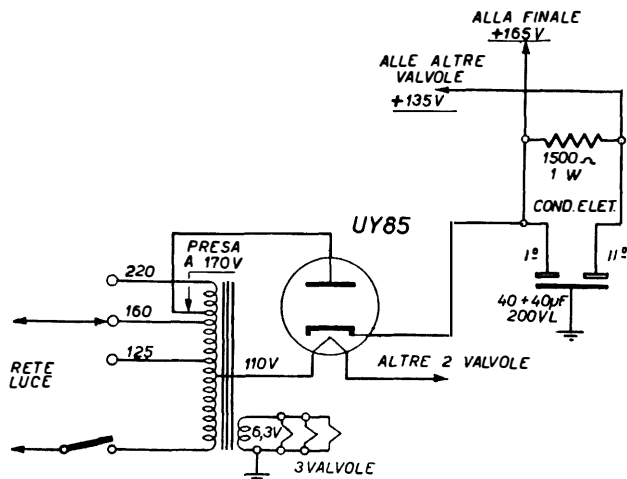 ALLA FINALE
+165V
ALLE ALTRE
VALVOLE
+135V
1500 Ω
1 W
COND. ELET.
UY85
PRESA
A 170V
Iº
IIº
220
40 + 40µF
200VL
160
125
RETE
LUCE
110V
ALTRE 2 VALVOLE
6,3V
3 VALVOLE